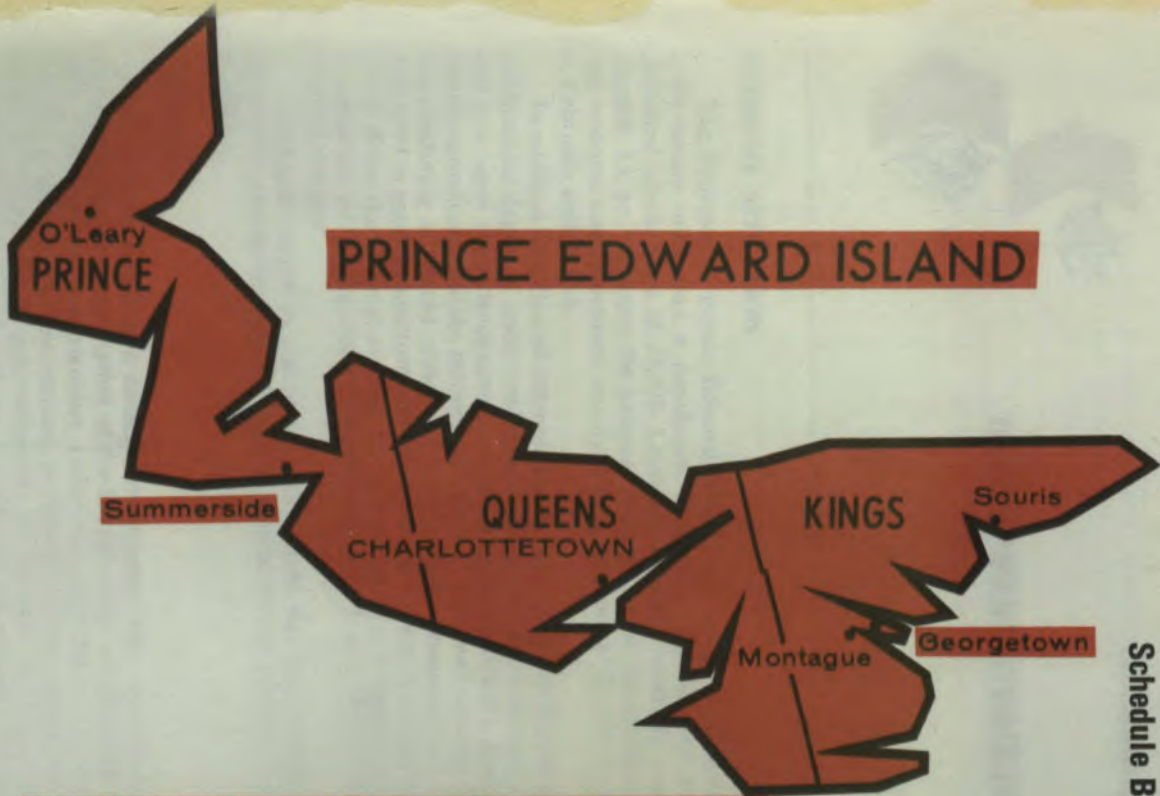 O'Leary
PRINCE
PRINCE EDWARD ISLAND
Summerside
QUEENS
CHARLOTTETOWN
KINGS
Souris
Montague
Georgetown
Schedule B